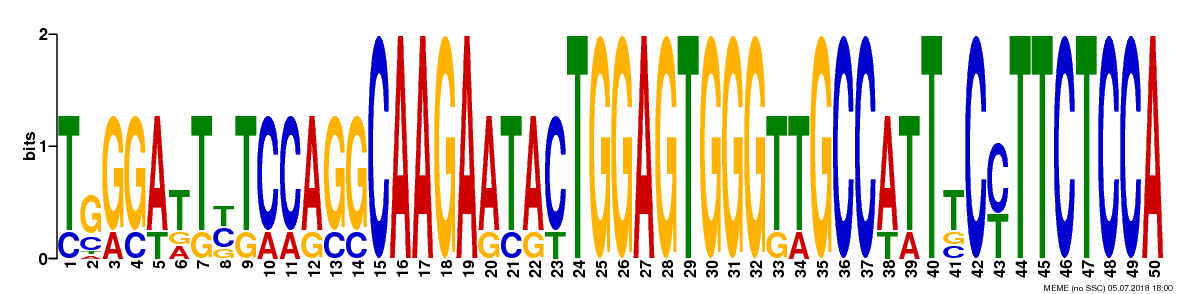 2
bits
1
0
TGGGATTTTCCAGGCAAGAATACTGGAGTGGGTTGCCATTTCCTTCTCCA
CCACTGGCGAAGCCGCGTGATAGT
AGC
1 2 3 4 5 6 7 8 9 10 11 12 13 14 15 16 17 18 19 20 21 22 23 24 25 26 27 28 29 30 31 32 33 34 35 36 37 38 39 40 41 42 43 44 45 46 47 48 49 50
MEME (no SSC) 05.07.2018 18:00